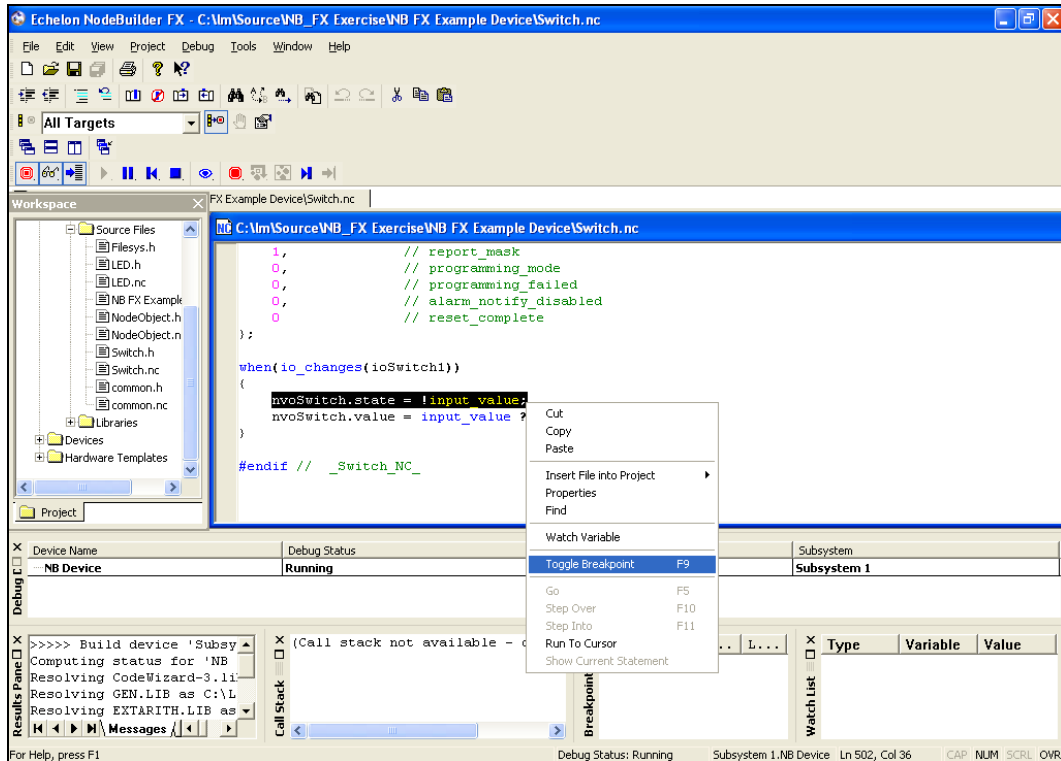 Echelon NodeBuilder FX - C:\lm\Source\NB_FX Exercise\NB FX Example Device\Switch.nc
File Edit View Project Debug Tools Window Help
All Targets
Workspace
FX Example Device\Switch.nc
Source Files
Filesys.h
LED.h
LED.nc
NB FX Example
NodeObject.h
NodeObject.n
Switch.h
Switch.nc
common.h
common.nc
Libraries
Devices
Hardware Templates
Project
NC C:\lm\Source\NB_FX Exercise\NB FX Example Device\Switch.nc
1, // report_mask
0, // programming_mode
0, // programming_failed
0, // alarm_notify_disabled
0 // reset_complete
};
when(io_changes(ioSwitch1))
{
nvoSwitch.state = !input_value;
nvoSwitch.value = input_value ?
}
#endif // _Switch_NC_
Cut
Copy
Paste
Insert File into Project
Properties
Find
Watch Variable
Toggle Breakpoint F9
Go F5
Step Over F10
Step Into F11
Run To Cursor
Show Current Statement
Debug
Device Name Debug Status Subsystem
NB Device Running Subsystem 1
Results Pane
>>>>> Build device 'Subsy
Computing status for 'NB
Resolving CodeWizard-3.li
Resolving GEN.LIB as C:\L
Resolving EXTARITH.LIB as
Messages
Call Stack
(Call stack not available -
Breakpoint
.. L...
Watch List
Type Variable Value
For Help, press F1
Debug Status: Running Subsystem 1.NB Device Ln 502, Col 36 CAP NUM SCRL OVR